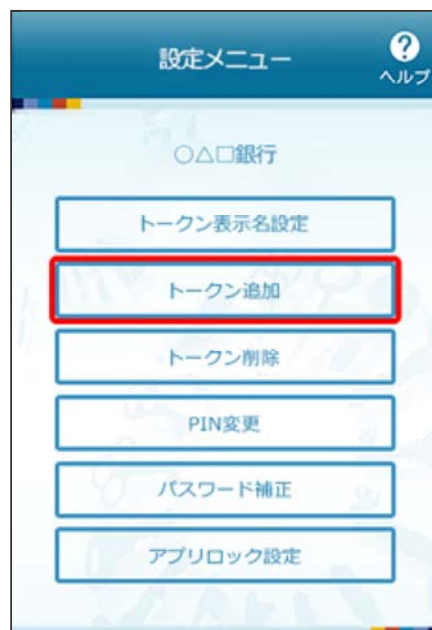 設定メニュー
?
ヘルプ
○△□銀行
トークン表示名設定
トークン追加
トークン削除
PIN変更
パスワード補正
アプリロック設定